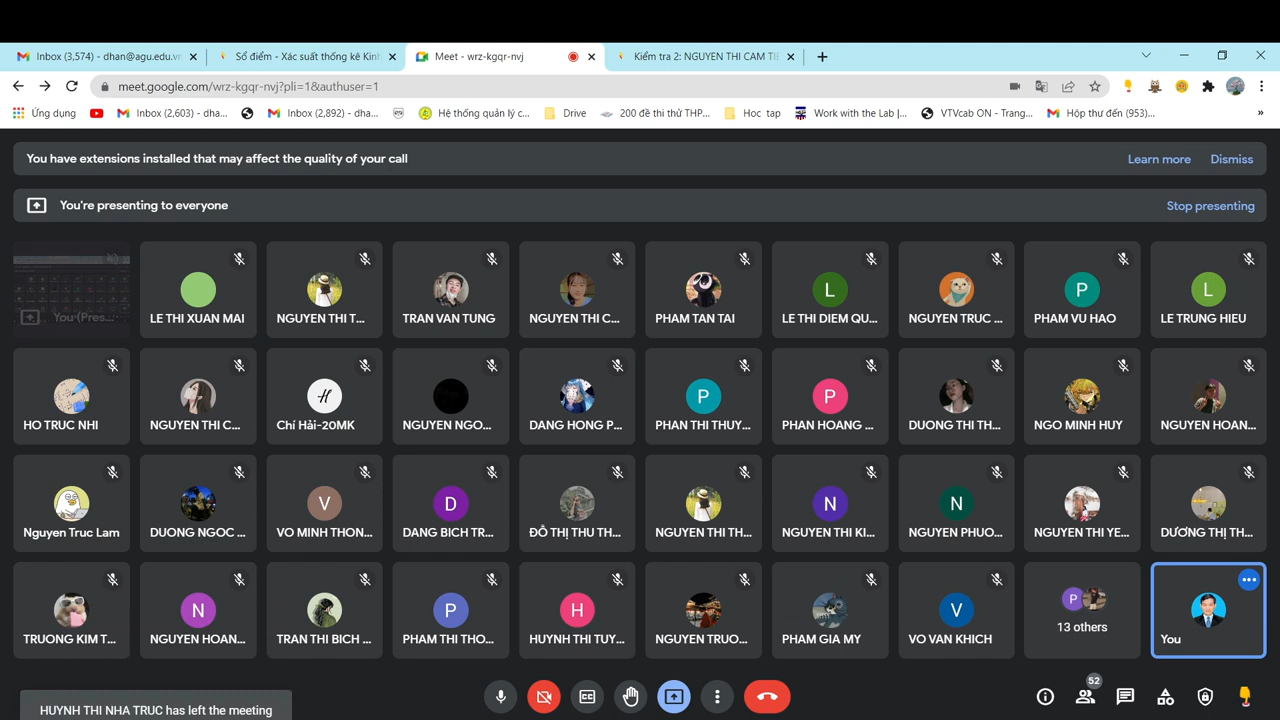 Inbox (3,574) - dhan@agu.edu.vn
Sổ điểm - Xác suất thống kê Kinh
Meet - wrz-kgqr-nvj
Kiểm tra 2: NGUYEN THI CAM TIE
meet.google.com/wrz-kgqr-nvj?pli=1&authuser=1
Ứng dụng
Inbox (2,603) - dha...
Inbox (2,892) - dha...
Hệ thống quản lý c...
Drive
200 đề thi thử THP...
Hoc tap
Work with the Lab |...
VTVcab ON - Trang...
Hộp thư đến (953)...
»
You have extensions installed that may affect the quality of your call
Learn more
Dismiss
You're presenting to everyone
Stop presenting
You (Pres...
LE THI XUAN MAI
NGUYEN THI T...
TRAN VAN TUNG
NGUYEN THI C...
PHAM TAN TAI
L
LE THI DIEM QU...
NGUYEN TRUC ...
P
PHAM VU HAO
L
LE TRUNG HIEU
HO TRUC NHI
NGUYEN THI C...
H
Chí Hải-20MK
NGUYEN NGO...
DANG HONG P...
P
PHAN THI THUY...
P
PHAN HOANG ...
DUONG THI TH...
NGO MINH HUY
NGUYEN HOAN...
Nguyen Truc Lam
DUONG NGOC ...
V
VO MINH THON...
D
DANG BICH TR...
ĐỖ THỊ THU TH...
NGUYEN THI TH...
N
NGUYEN THI KI...
N
NGUYEN PHUO...
NGUYEN THI YE...
DƯƠNG THỊ TH...
TRUONG KIM T...
N
NGUYEN HOAN...
TRAN THI BICH ...
P
PHAM THI THO...
H
HUYNH THI TUY...
NGUYEN TRUO...
PHAM GIA MY
V
VO VAN KHICH
P
13 others
You
52
HUYNH THI NHA TRUC has left the meeting